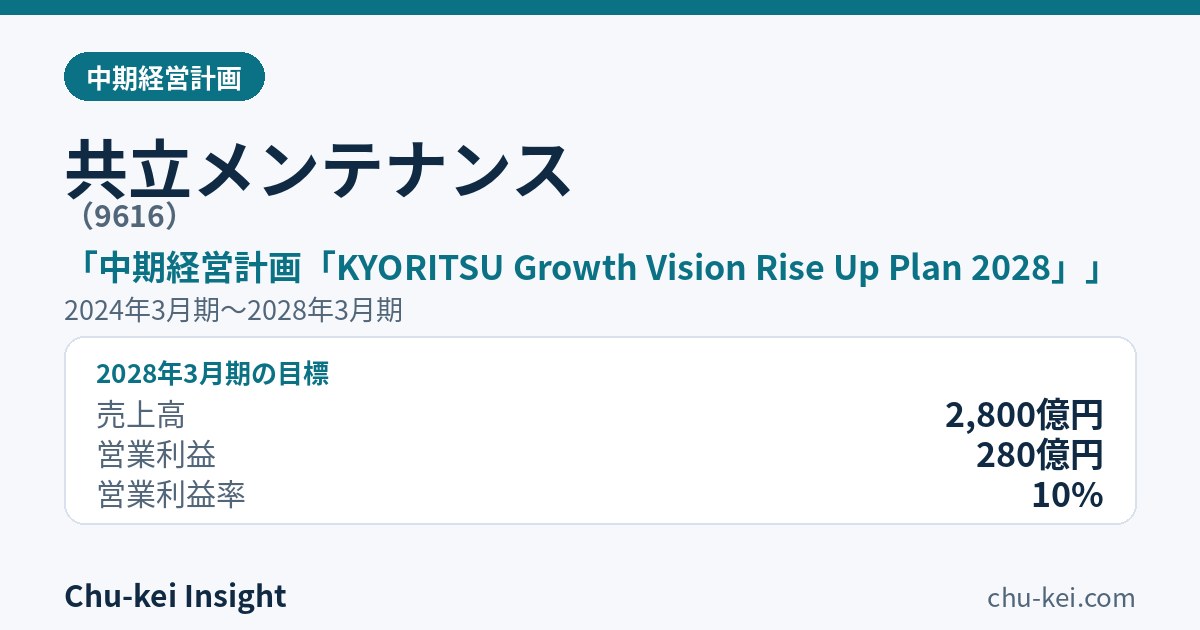 中期経営計画
共立メンテナンス
（9616）
「中期経営計画「KYORITSU Growth Vision Rise Up Plan 2028」」
2024年3月期～2028年3月期
2028年3月期の目標
売上高 2,800億円
営業利益 280億円
営業利益率 10%
Chu-kei Insight chu-kei.com